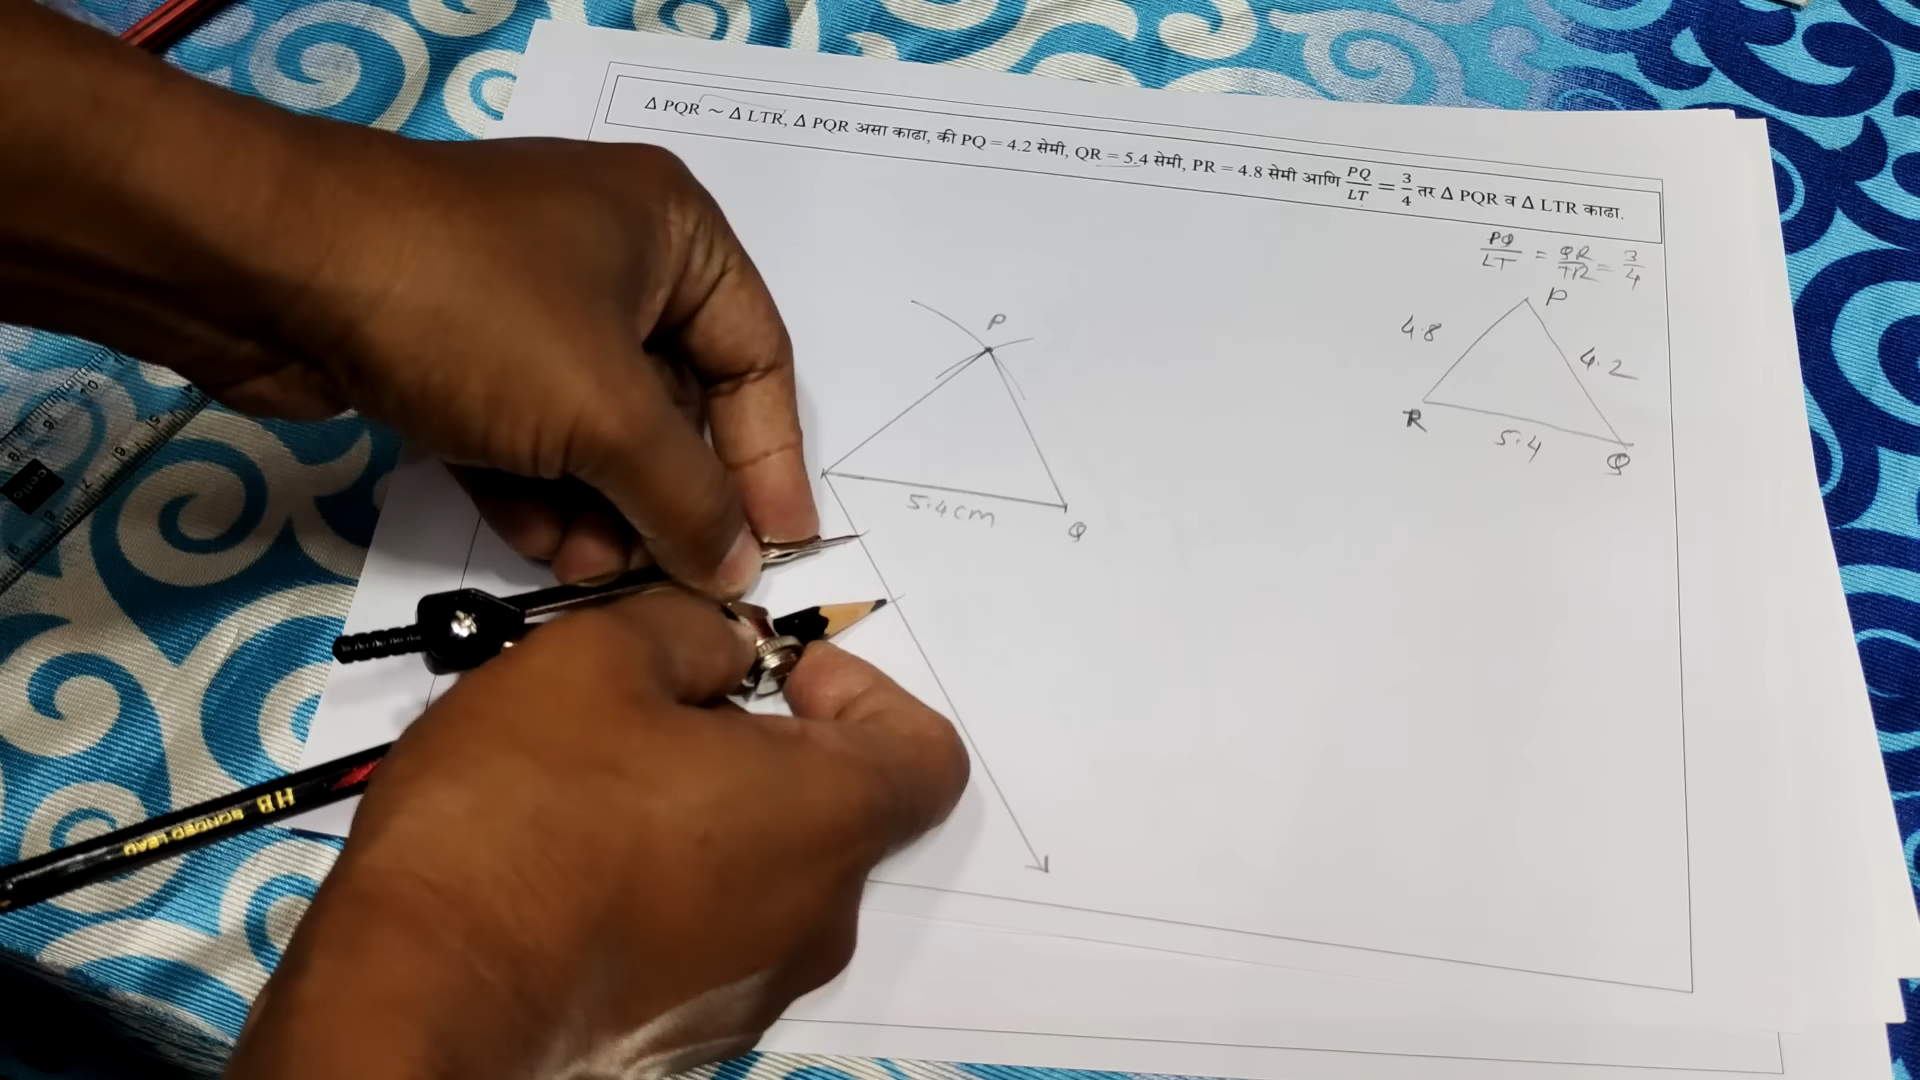 Δ PQR ~ Δ LTR, Δ PQR असा काढा, की PQ = 4.2 सेमी, QR = 5.4 सेमी, PR = 4.8 सेमी आणि PQ/LT = 3/4 तर Δ PQR व Δ LTR काढा.
PQ/LT = QR/TR = 3/4
P
4.8
4.2
R
5.4
Q
P
5.4cm
Q
HB BONDED LEAD
cello